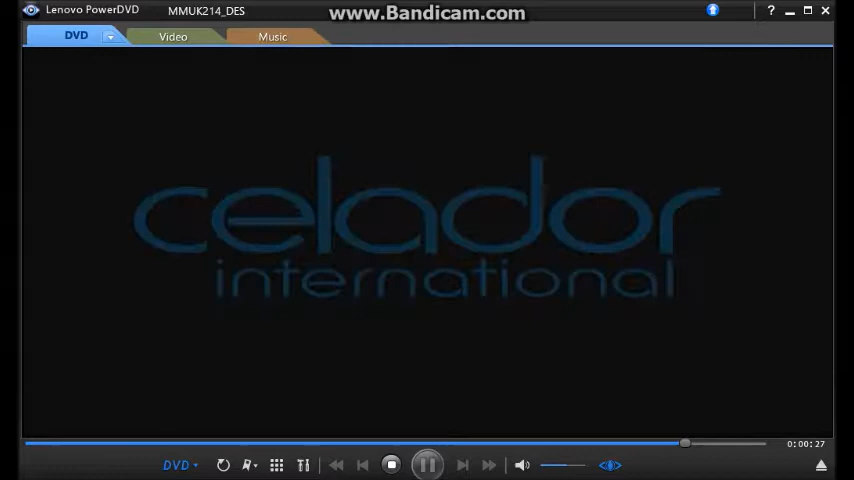 Lenovo PowerDVD
MMUK214_DES
www.Bandicam.com
?
DVD
Video
Music
celador
international
0:00:27
DVD